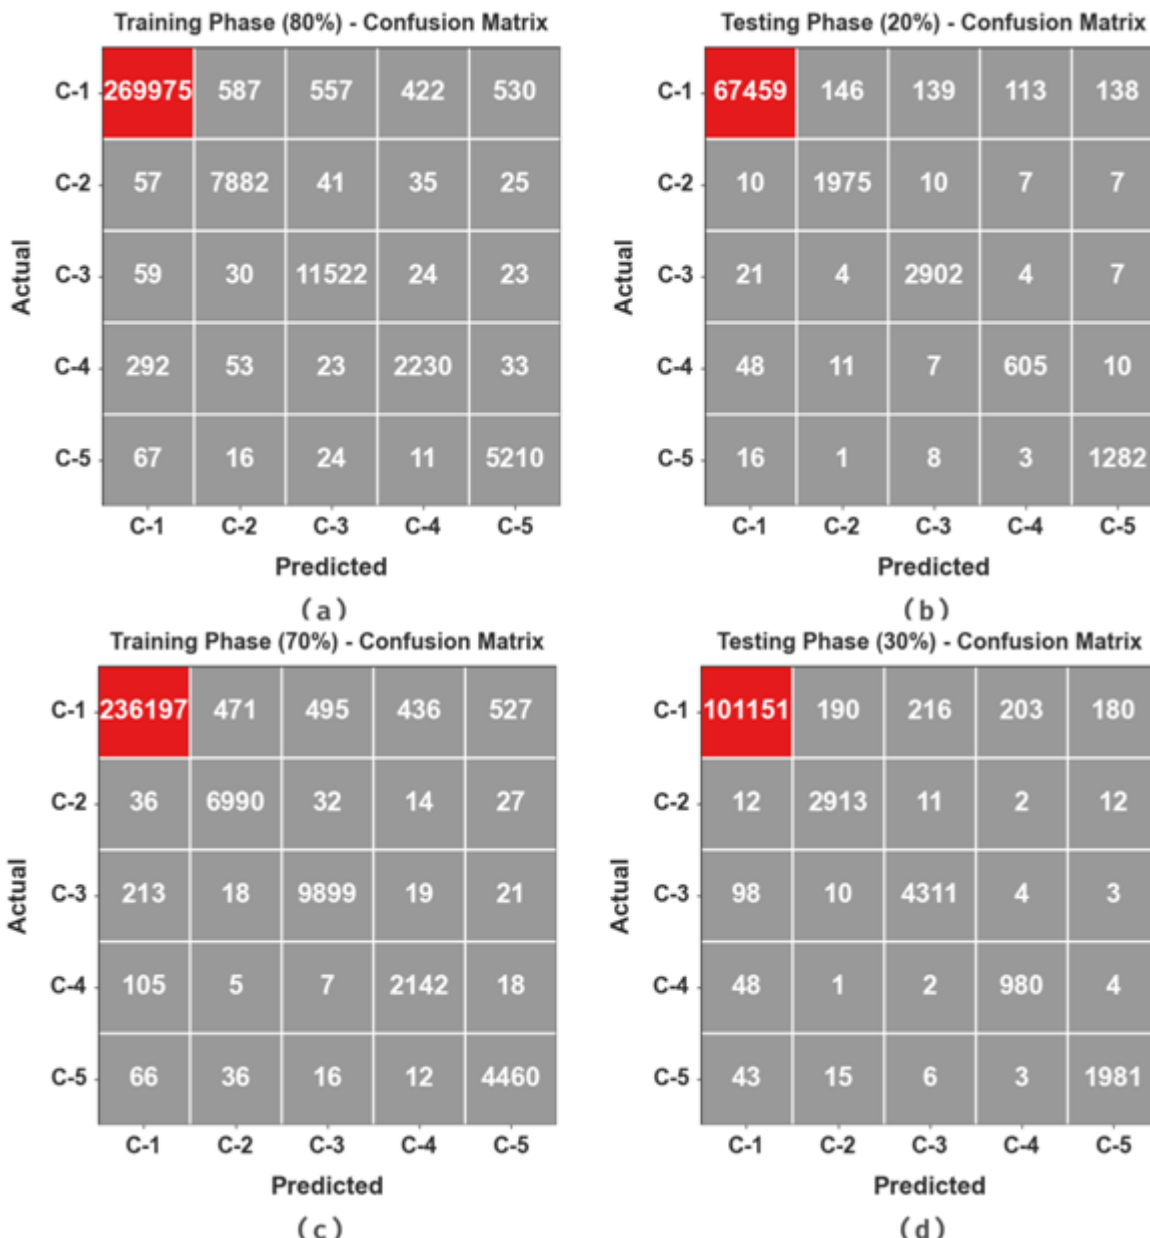 Training Phase (80%) - Confusion Matrix
C-1 269975 587 557 422 530
C-2 57 7882 41 35 25
C-3 59 30 11522 24 23
C-4 292 53 23 2230 33
C-5 67 16 24 11 5210
C-1 C-2 C-3 C-4 C-5
Actual
Predicted
(a)
Testing Phase (20%) - Confusion Matrix
C-1 67459 146 139 113 138
C-2 10 1975 10 7 7
C-3 21 4 2902 4 7
C-4 48 11 7 605 10
C-5 16 1 8 3 1282
C-1 C-2 C-3 C-4 C-5
Actual
Predicted
(b)
Training Phase (70%) - Confusion Matrix
C-1 236197 471 495 436 527
C-2 36 6990 32 14 27
C-3 213 18 9899 19 21
C-4 105 5 7 2142 18
C-5 66 36 16 12 4460
C-1 C-2 C-3 C-4 C-5
Actual
Predicted
(c)
Testing Phase (30%) - Confusion Matrix
C-1 101151 190 216 203 180
C-2 12 2913 11 2 12
C-3 98 10 4311 4 3
C-4 48 1 2 980 4
C-5 43 15 6 3 1981
C-1 C-2 C-3 C-4 C-5
Actual
Predicted
(d)